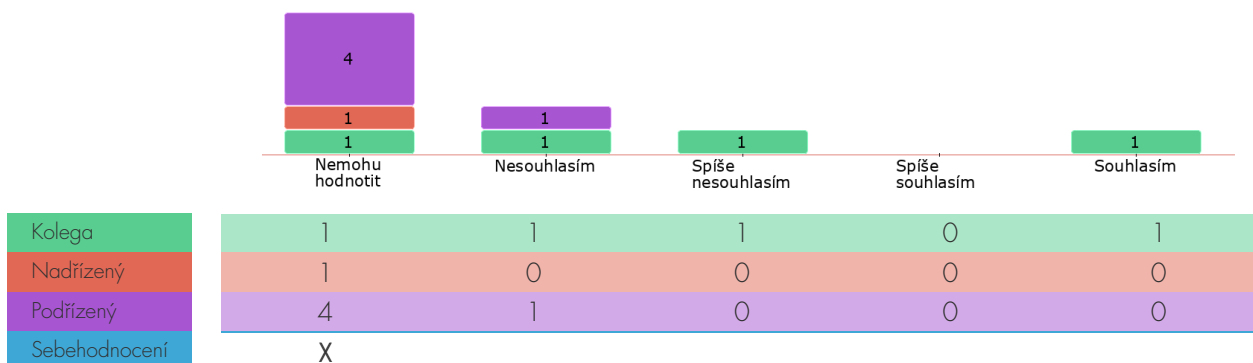 4
1 1
1 1 1 1
Nemohu
hodnotit
Nesouhlasím
Spíše
nesouhlasím
Spíše
souhlasím
Souhlasím
Kolega 1 1 1 0 1
Nadřízený 1 0 0 0 0
Podřízený 4 1 0 0 0
Sebehodnocení X